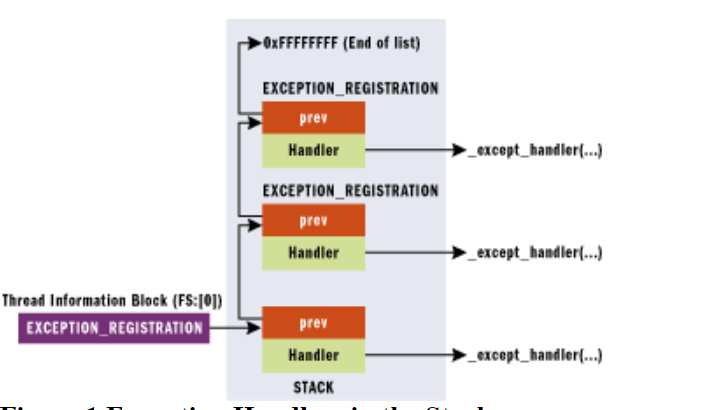 0xFFFFFFFF (End of list)
EXCEPTION_REGISTRATION
prev
Handler
_except_handler(...)
EXCEPTION_REGISTRATION
prev
Handler
_except_handler(...)
Thread Information Block (FS:[0])
EXCEPTION_REGISTRATION
prev
Handler
_except_handler(...)
STACK